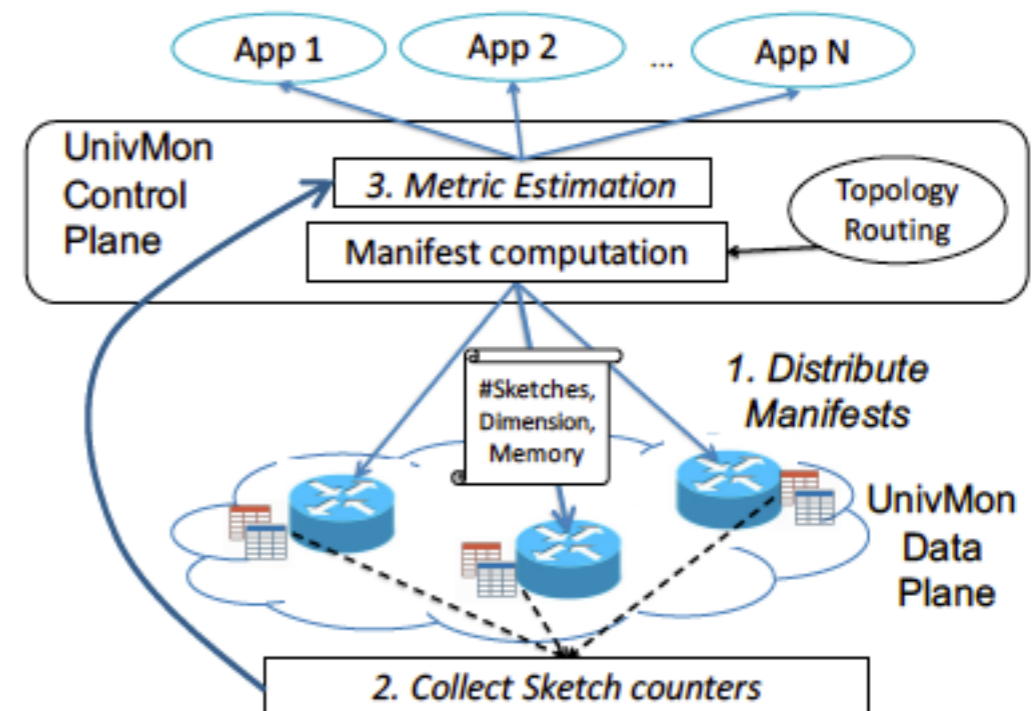 App 1
App 2
...
App N
UnivMon
Control
Plane
3. Metric Estimation
Manifest computation
Topology
Routing
#Sketches,
Dimension,
Memory
1. Distribute
Manifests
UnivMon
Data
Plane
2. Collect Sketch counters